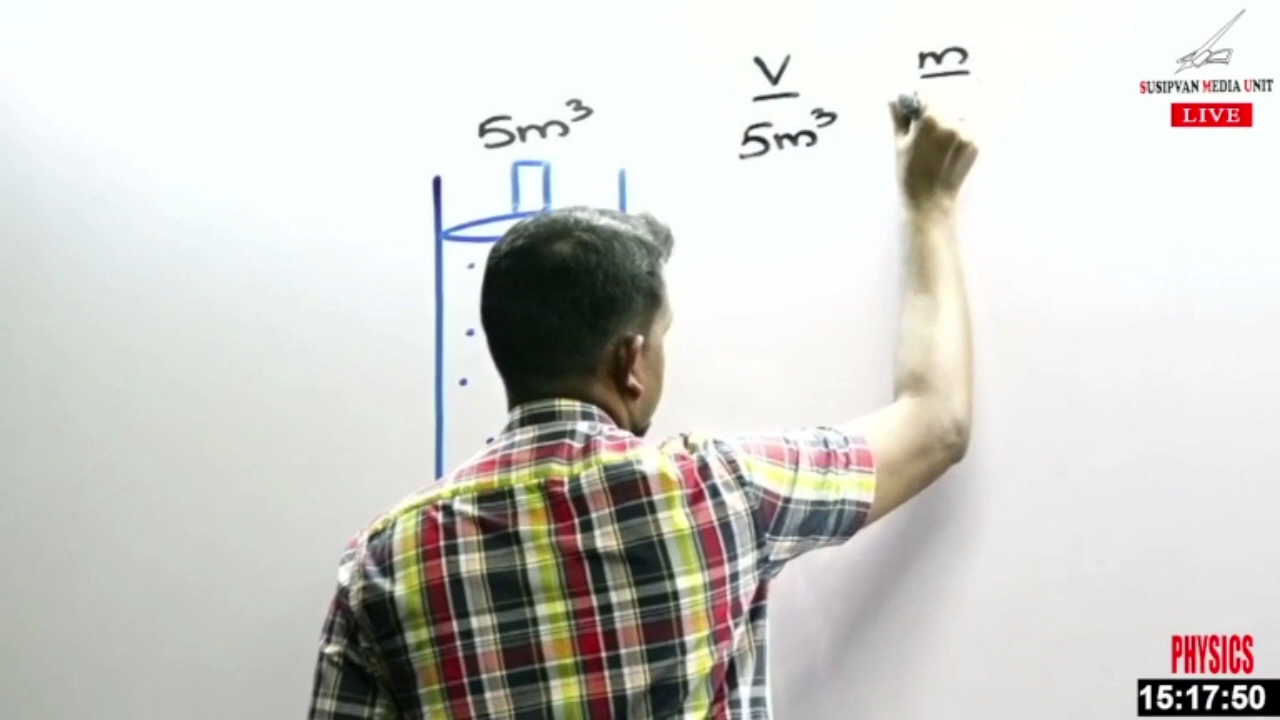 V
m
5m³
5m³
SUSIPVAN MEDIA UNIT
LIVE
PHYSICS
15:17:50